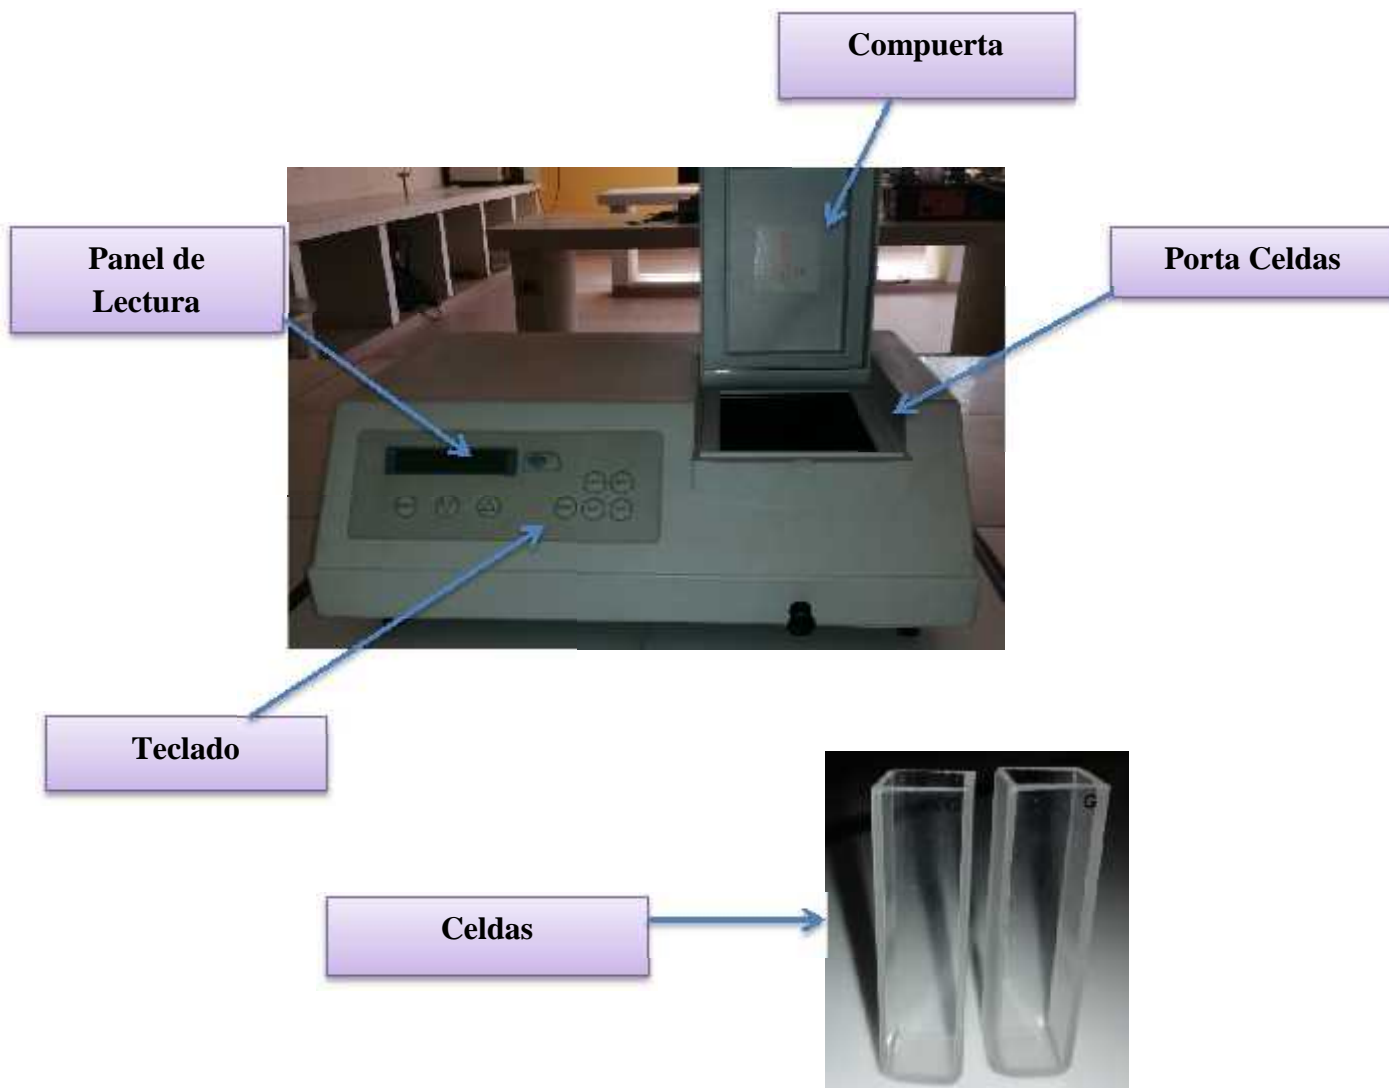 Compuerta
Panel de
Lectura
Porta Celdas
Teclado
Celdas
G